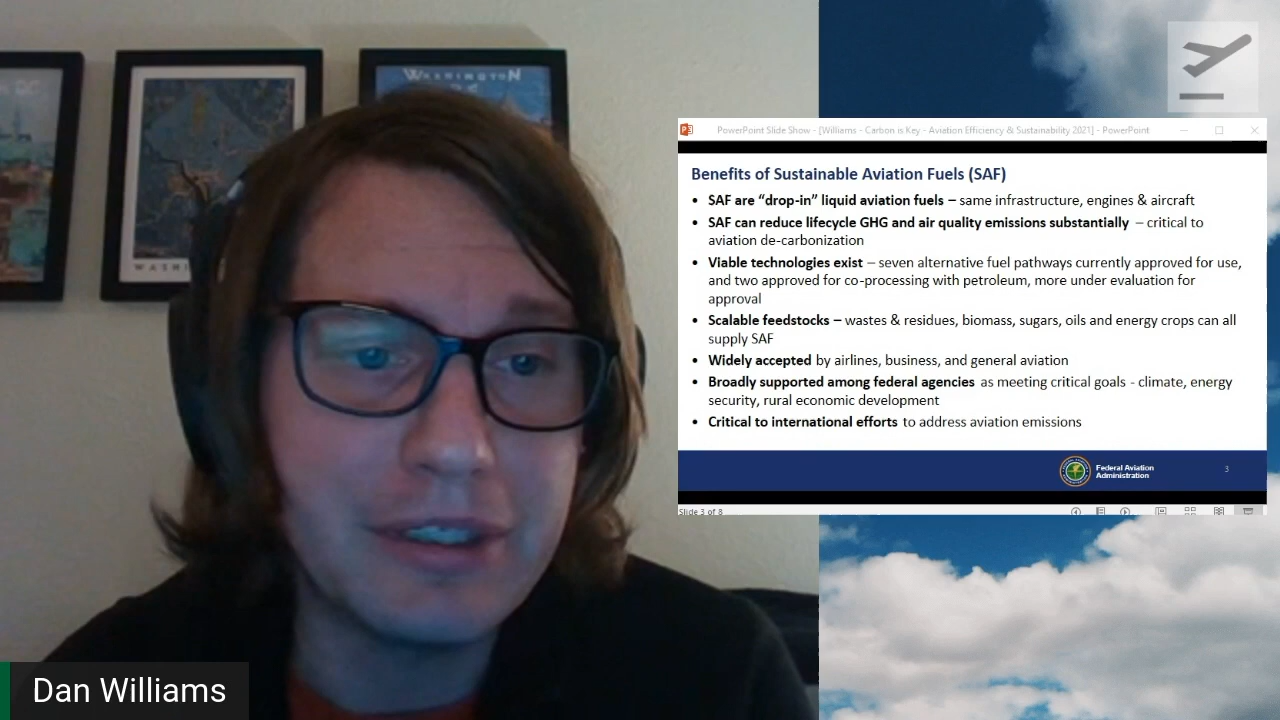 DC
WASHI
WASHINGTON
PowerPoint Slide Show - [Williams - Carbon is Key - Aviation Efficiency & Sustainability 2021] - PowerPoint
Benefits of Sustainable Aviation Fuels (SAF)
• SAF are “drop-in” liquid aviation fuels – same infrastructure, engines & aircraft
• SAF can reduce lifecycle GHG and air quality emissions substantially – critical to
aviation de-carbonization
• Viable technologies exist – seven alternative fuel pathways currently approved for use,
and two approved for co-processing with petroleum, more under evaluation for
approval
• Scalable feedstocks – wastes & residues, biomass, sugars, oils and energy crops can all
supply SAF
• Widely accepted by airlines, business, and general aviation
• Broadly supported among federal agencies as meeting critical goals - climate, energy
security, rural economic development
• Critical to international efforts to address aviation emissions
Federal Aviation
Administration
3
Slide 3 of 8
Dan Williams